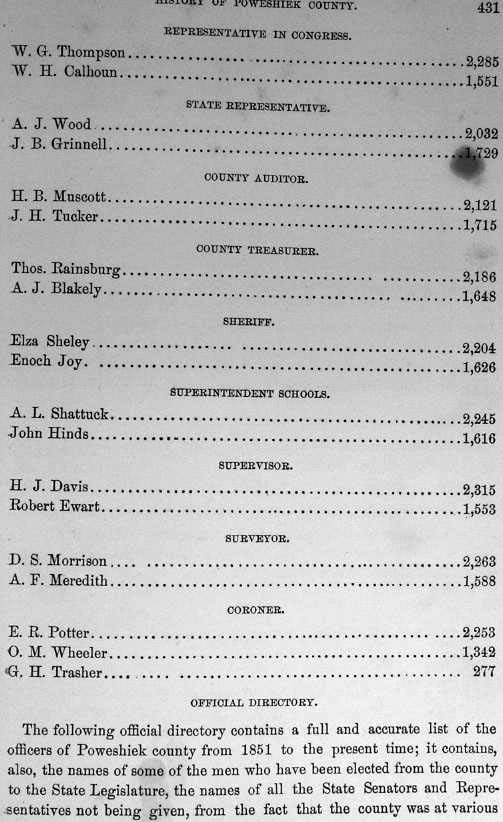 HISTORY OF POWESHIEK COUNTY. 431
REPRESENTATIVE IN CONGRESS.
W. G. Thompson....................2,285
W. H. Calhoun....................1,551
STATE REPRESENTATIVE.
A. J. Wood....................2,032
J. B. Grinnell....................1,729
COUNTY AUDITOR.
H. B. Muscott....................2,121
J. H. Tucker....................1,715
COUNTY TREASURER.
Thos. Rainsburg....................2,186
A. J. Blakely....................1,648
SHERIFF.
Elza Sheley....................2,204
Enoch Joy....................1,626
SUPERINTENDENT SCHOOLS.
A. L. Shattuck....................2,245
John Hinds....................1,616
SUPERVISOR.
H. J. Davis....................2,315
Robert Ewart....................1,553
SURVEYOR.
D. S. Morrison....................2,263
A. F. Meredith....................1,588
CORONER.
E. R. Potter....................2,253
O. M. Wheeler....................1,342
G. H. Trasher....................277
OFFICIAL DIRECTORY.
The following official directory contains a full and accurate list of the
officers of Poweshiek county from 1851 to the present time; it contains,
also, the names of some of the men who have been elected from the county
to the State Legislature, the names of all the State Senators and Repre-
sentatives not being given, from the fact that the county was at various